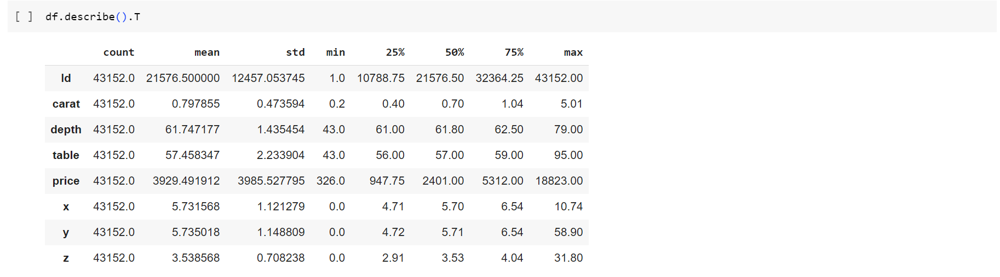 [ ] df.describe().T
count mean std min 25% 50% 75% max
Id 43152.0 21576.500000 12457.053745 1.0 10788.75 21576.50 32364.25 43152.00
carat 43152.0 0.797855 0.473594 0.2 0.40 0.70 1.04 5.01
depth 43152.0 61.747177 1.435454 43.0 61.00 61.80 62.50 79.00
table 43152.0 57.458347 2.233904 43.0 56.00 57.00 59.00 95.00
price 43152.0 3929.491912 3985.527795 326.0 947.75 2401.00 5312.00 18823.00
x 43152.0 5.731568 1.121279 0.0 4.71 5.70 6.54 10.74
y 43152.0 5.735018 1.148809 0.0 4.72 5.71 6.54 58.90
z 43152.0 3.538568 0.708238 0.0 2.91 3.53 4.04 31.80